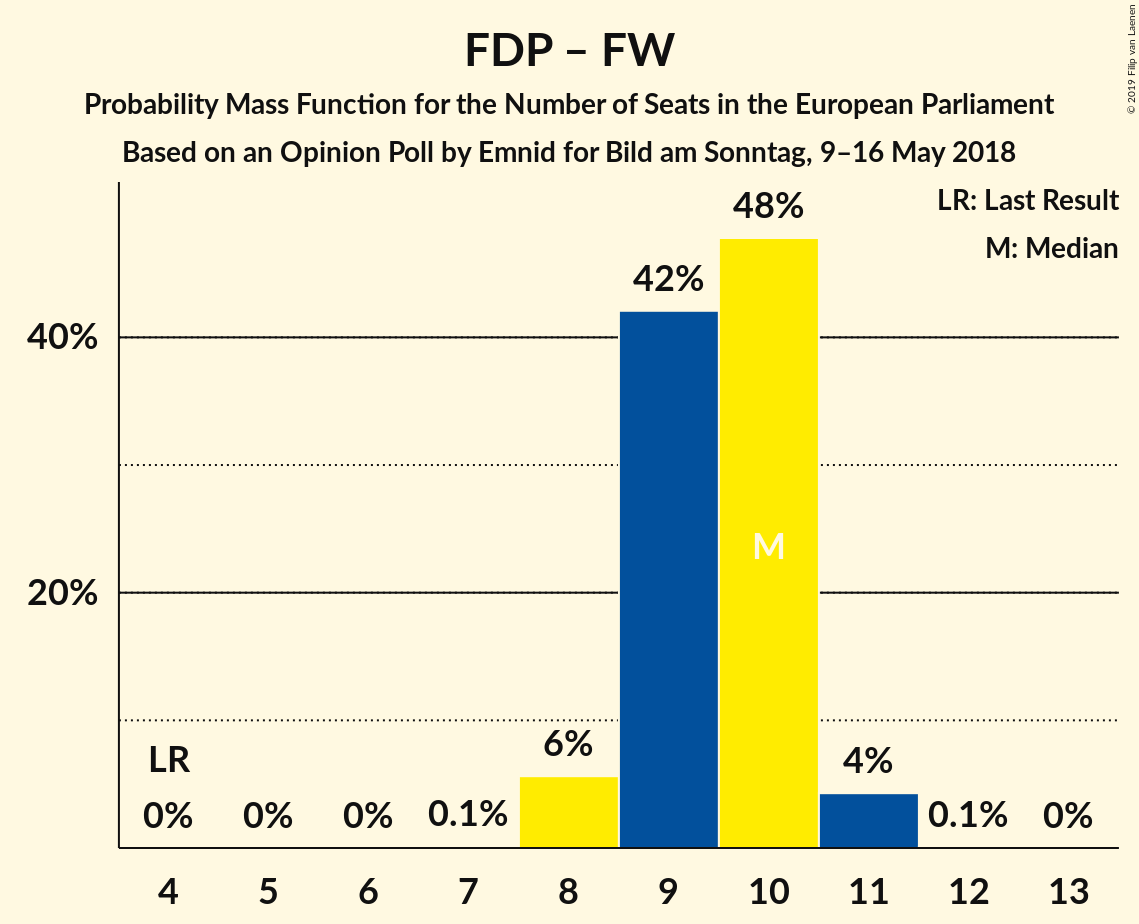 FDP – FW
Probability Mass Function for the Number of Seats in the European Parliament
Based on an Opinion Poll by Emnid for Bild am Sonntag, 9–16 May 2018
© 2019 Filip van Laenen
LR: Last Result
M: Median
48%
42%
40%
M
20%
6%
LR
4%
0% 0% 0% 0.1% 0.1% 0%
4 5 6 7 8 9 10 11 12 13